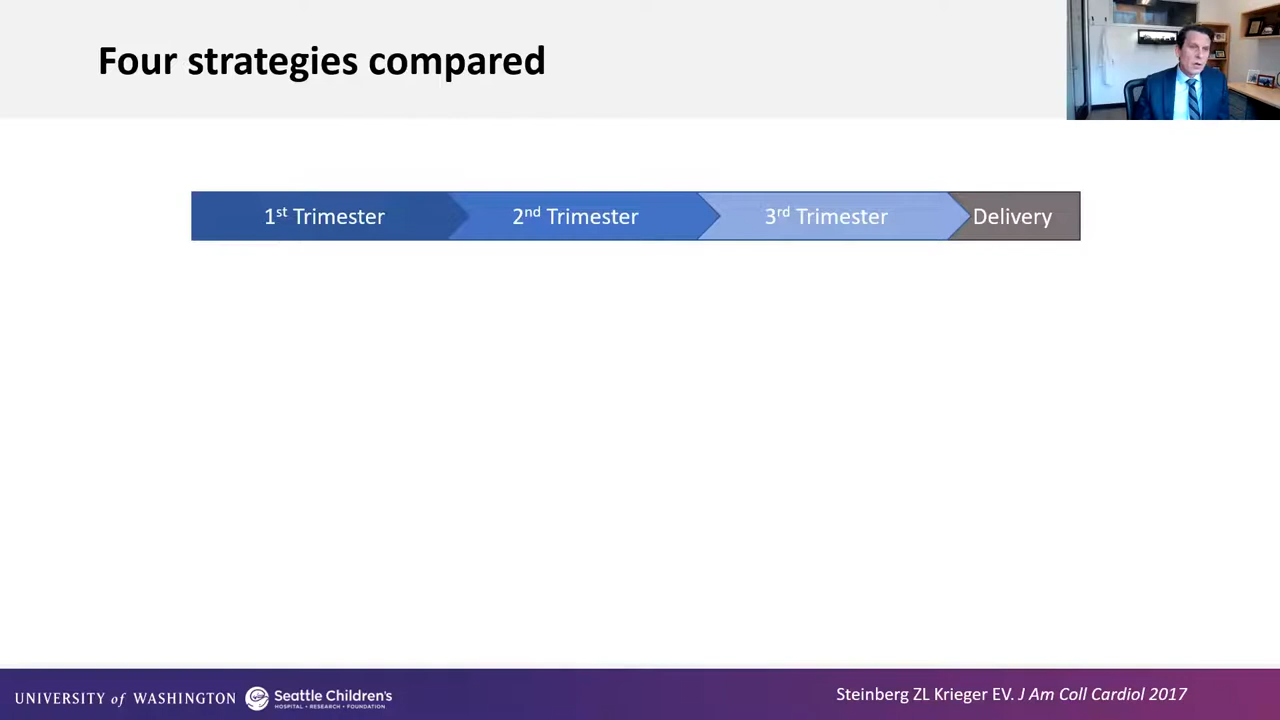 Four strategies compared
1st Trimester
2nd Trimester
3rd Trimester
Delivery
UNIVERSITY of WASHINGTON
Seattle Children's
HOSPITAL • RESEARCH • FOUNDATION
Steinberg ZL Krieger EV. J Am Coll Cardiol 2017